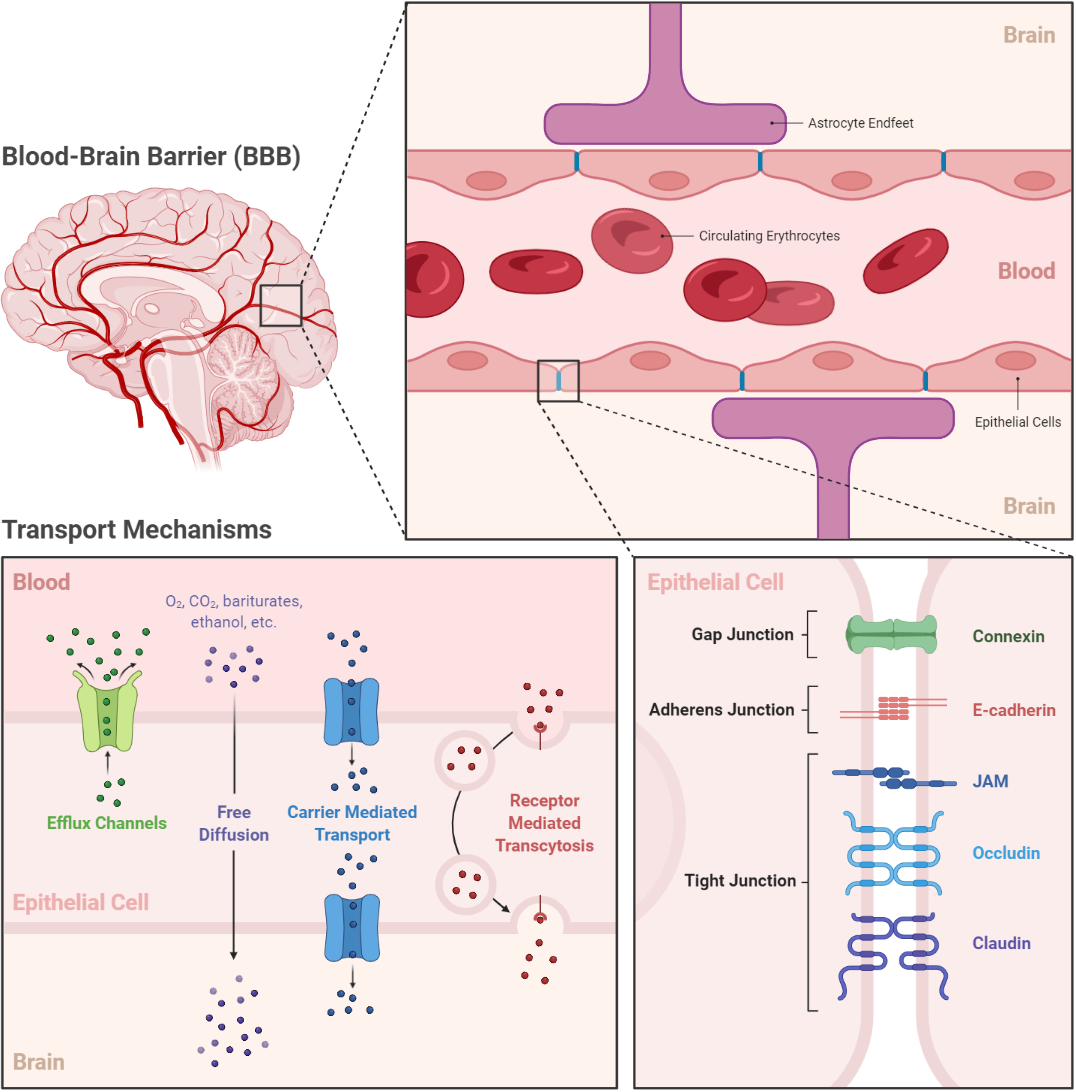 Blood-Brain Barrier (BBB)
Brain
Astrocyte Endfeet
Circulating Erythrocytes
Blood
Epithelial Cells
Brain
Transport Mechanisms
Blood
O₂, CO₂, bariturates,
ethanol, etc.
Efflux Channels
Free
Diffusion
Carrier Mediated
Transport
Receptor
Mediated
Transcytosis
Epithelial Cell
Brain
Epithelial Cell
Gap Junction
Connexin
Adherens Junction
E-cadherin
JAM
Occludin
Tight Junction
Claudin